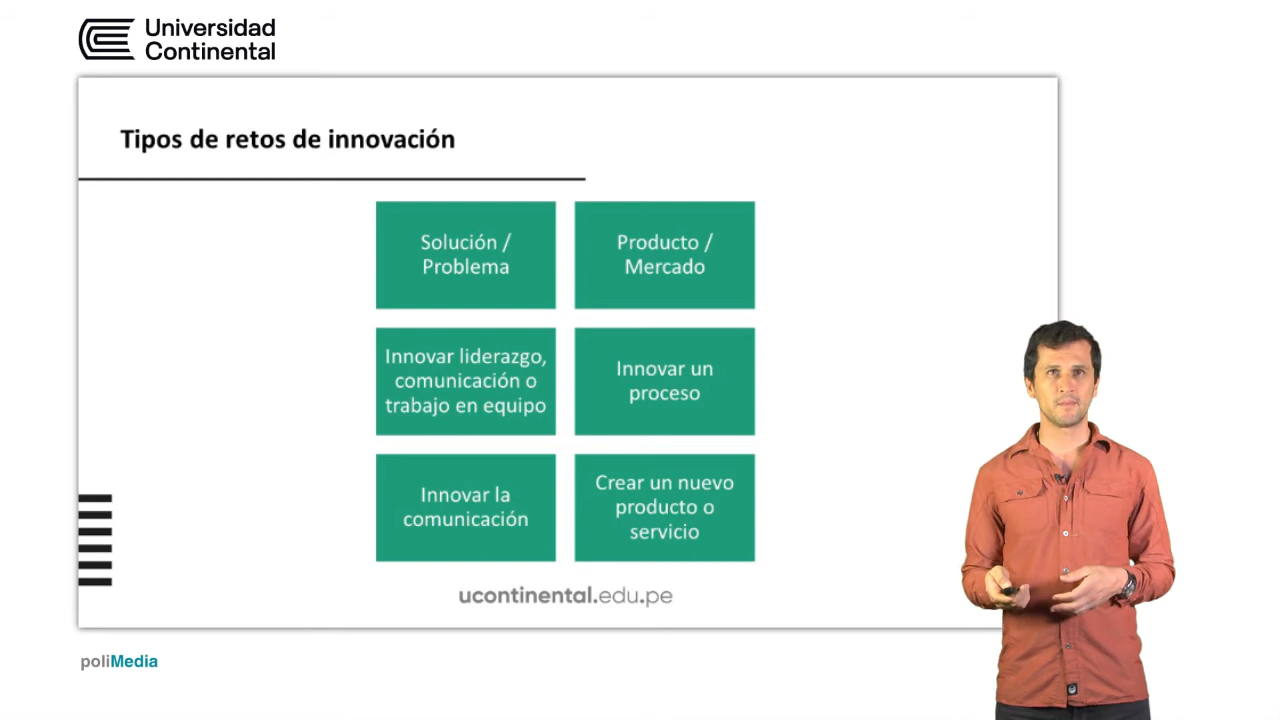 Universidad
Continental
Tipos de retos de innovación
Solución /
Problema
Producto /
Mercado
Innovar liderazgo,
comunicación o
trabajo en equipo
Innovar un
proceso
Innovar la
comunicación
Crear un nuevo
producto o
servicio
ucontinental.edu.pe
poliMedia